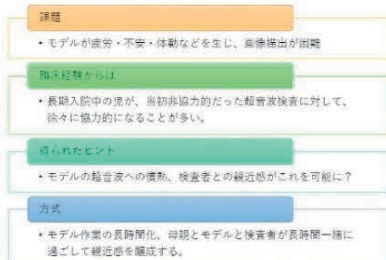 課題
• モデルが疲労・不安・体動などを生じ、画像描出が困難
臨床経験からは
• 長期入院中の児が、当初非協力的だった超音波検査に対して、
徐々に協力的になることが多い。
得られたヒント
• モデルの超音波への慣熟、検査者との親近感がこれを可能に？
方式
• モデル作業の長時間化、母親とモデルと検査者が長時間一緒に
過ごして親近感を醸成する。